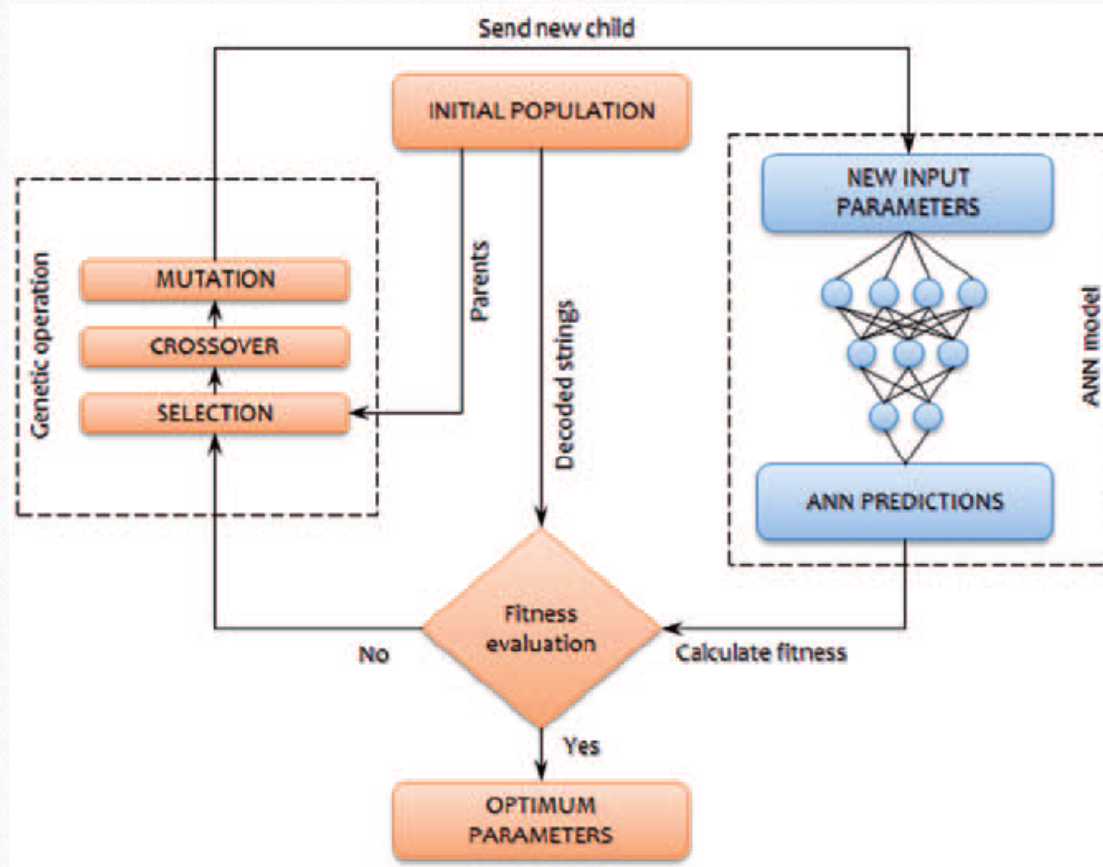 Send new child
INITIAL POPULATION
NEW INPUT
PARAMETERS
Genetic operation
MUTATION
CROSSOVER
SELECTION
Parents
Decoded strings
ANN model
ANN PREDICTIONS
Fitness
evaluation
No
Calculate fitness
Yes
OPTIMUM
PARAMETERS